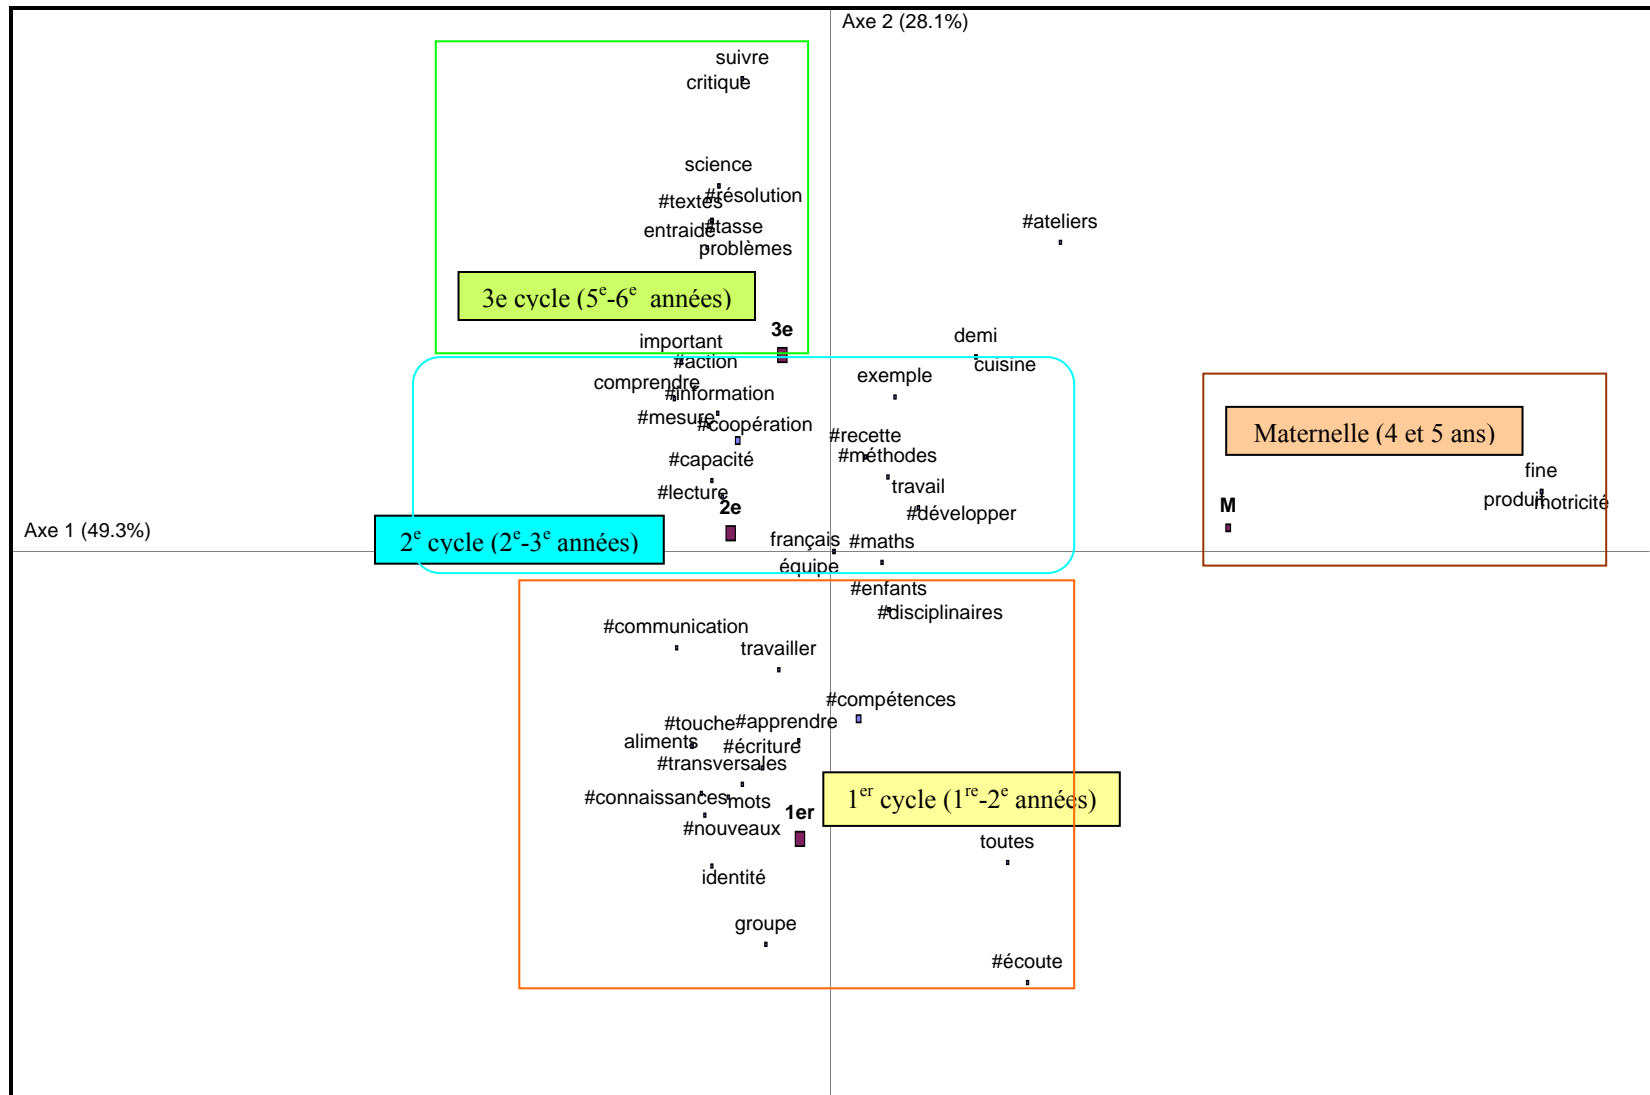 Axe 2 (28.1%)
suivre
critique
science
#résolution
#textes
#tasse
entraide
problèmes
#ateliers
3e cycle (5e-6e années)
3e
important
#action
demi
cuisine
comprendre
exemple
#information
#mesure
#coopération
#recette
#méthodes
Maternelle (4 et 5 ans)
#capacité
#lecture
travail
fine
produit
motricité
2e
M
#développer
Axe 1 (49.3%)
2e cycle (2e-3e années)
français
#maths
équipe
#enfants
#disciplinaires
#communication
travailler
#compétences
#touche
#apprendre
aliments
#écriture
#transversales
#connaissances
mots
1er cycle (1re-2e années)
1er
#nouveaux
toutes
identité
groupe
#écoute